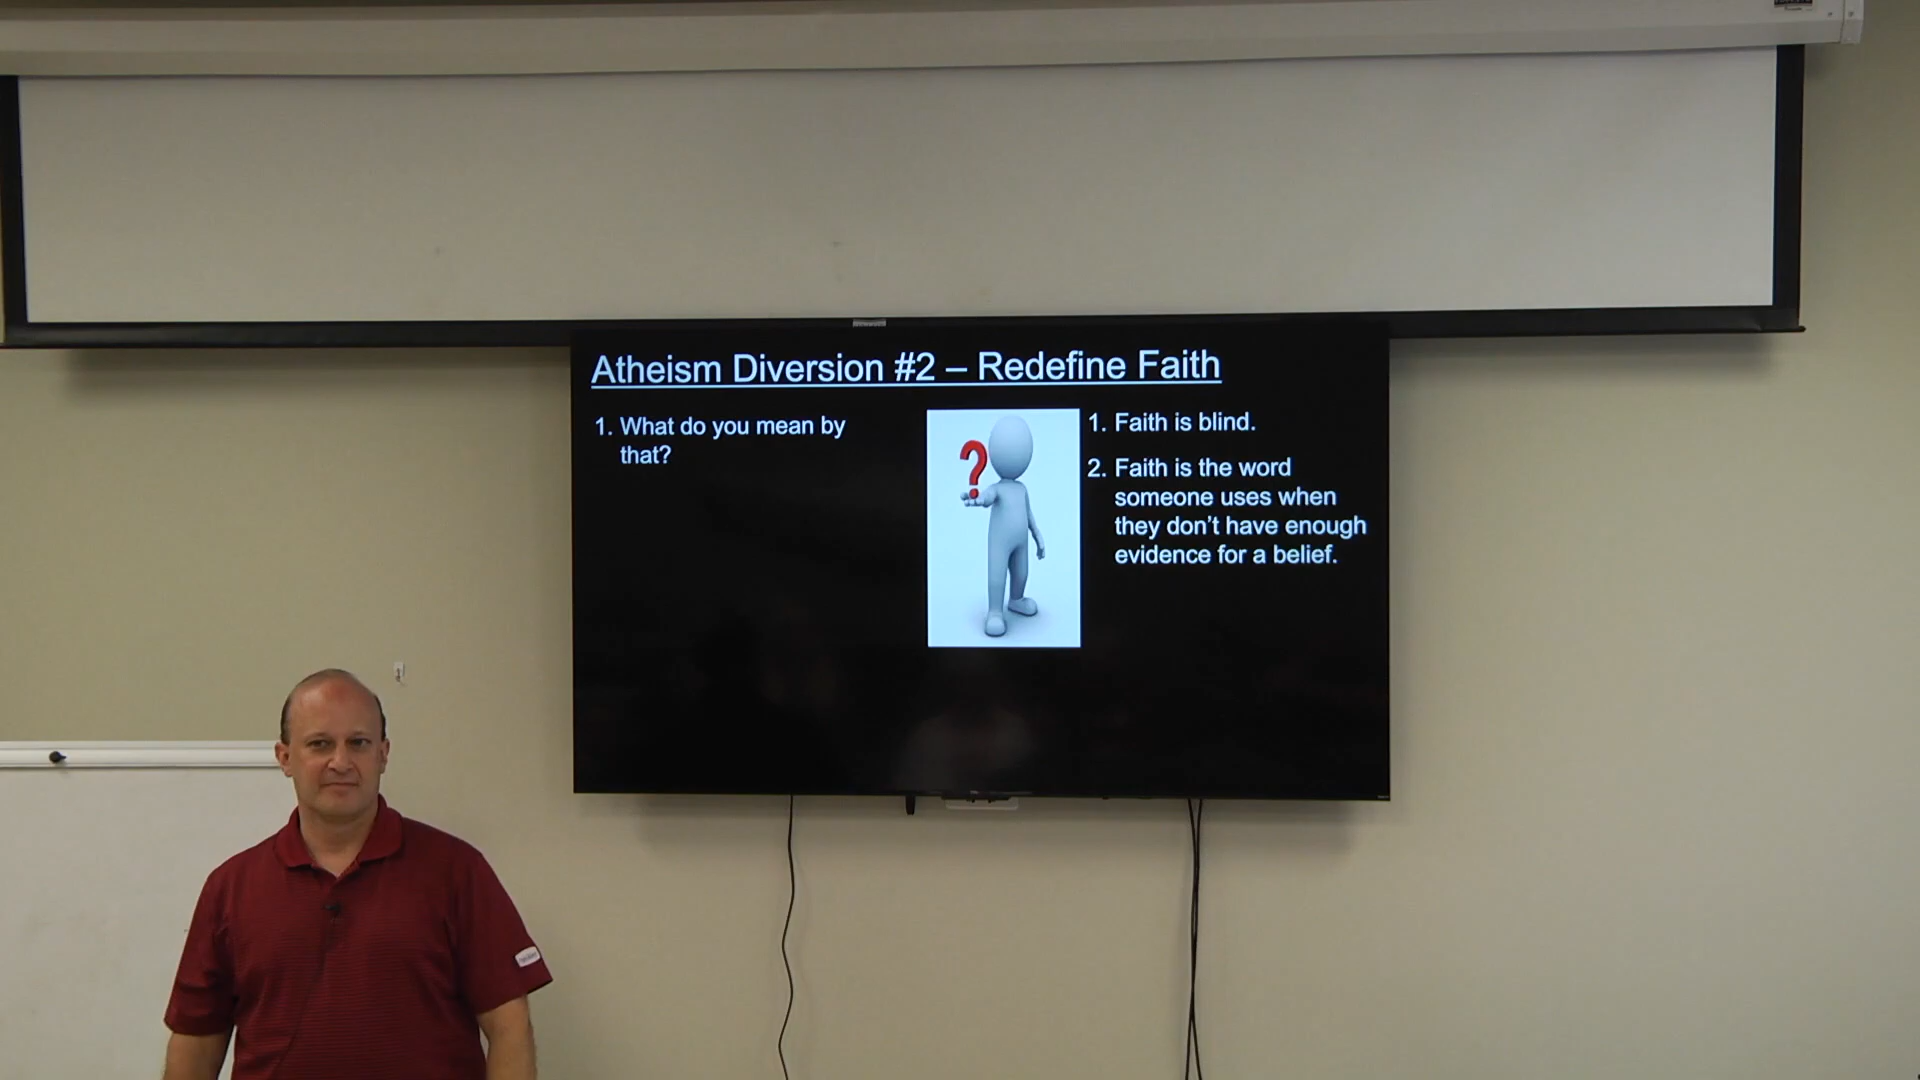 Atheism Diversion #2 – Redefine Faith
1. What do you mean by
that?
?
1. Faith is blind.
2. Faith is the word
someone uses when
they don’t have enough
evidence for a belief.